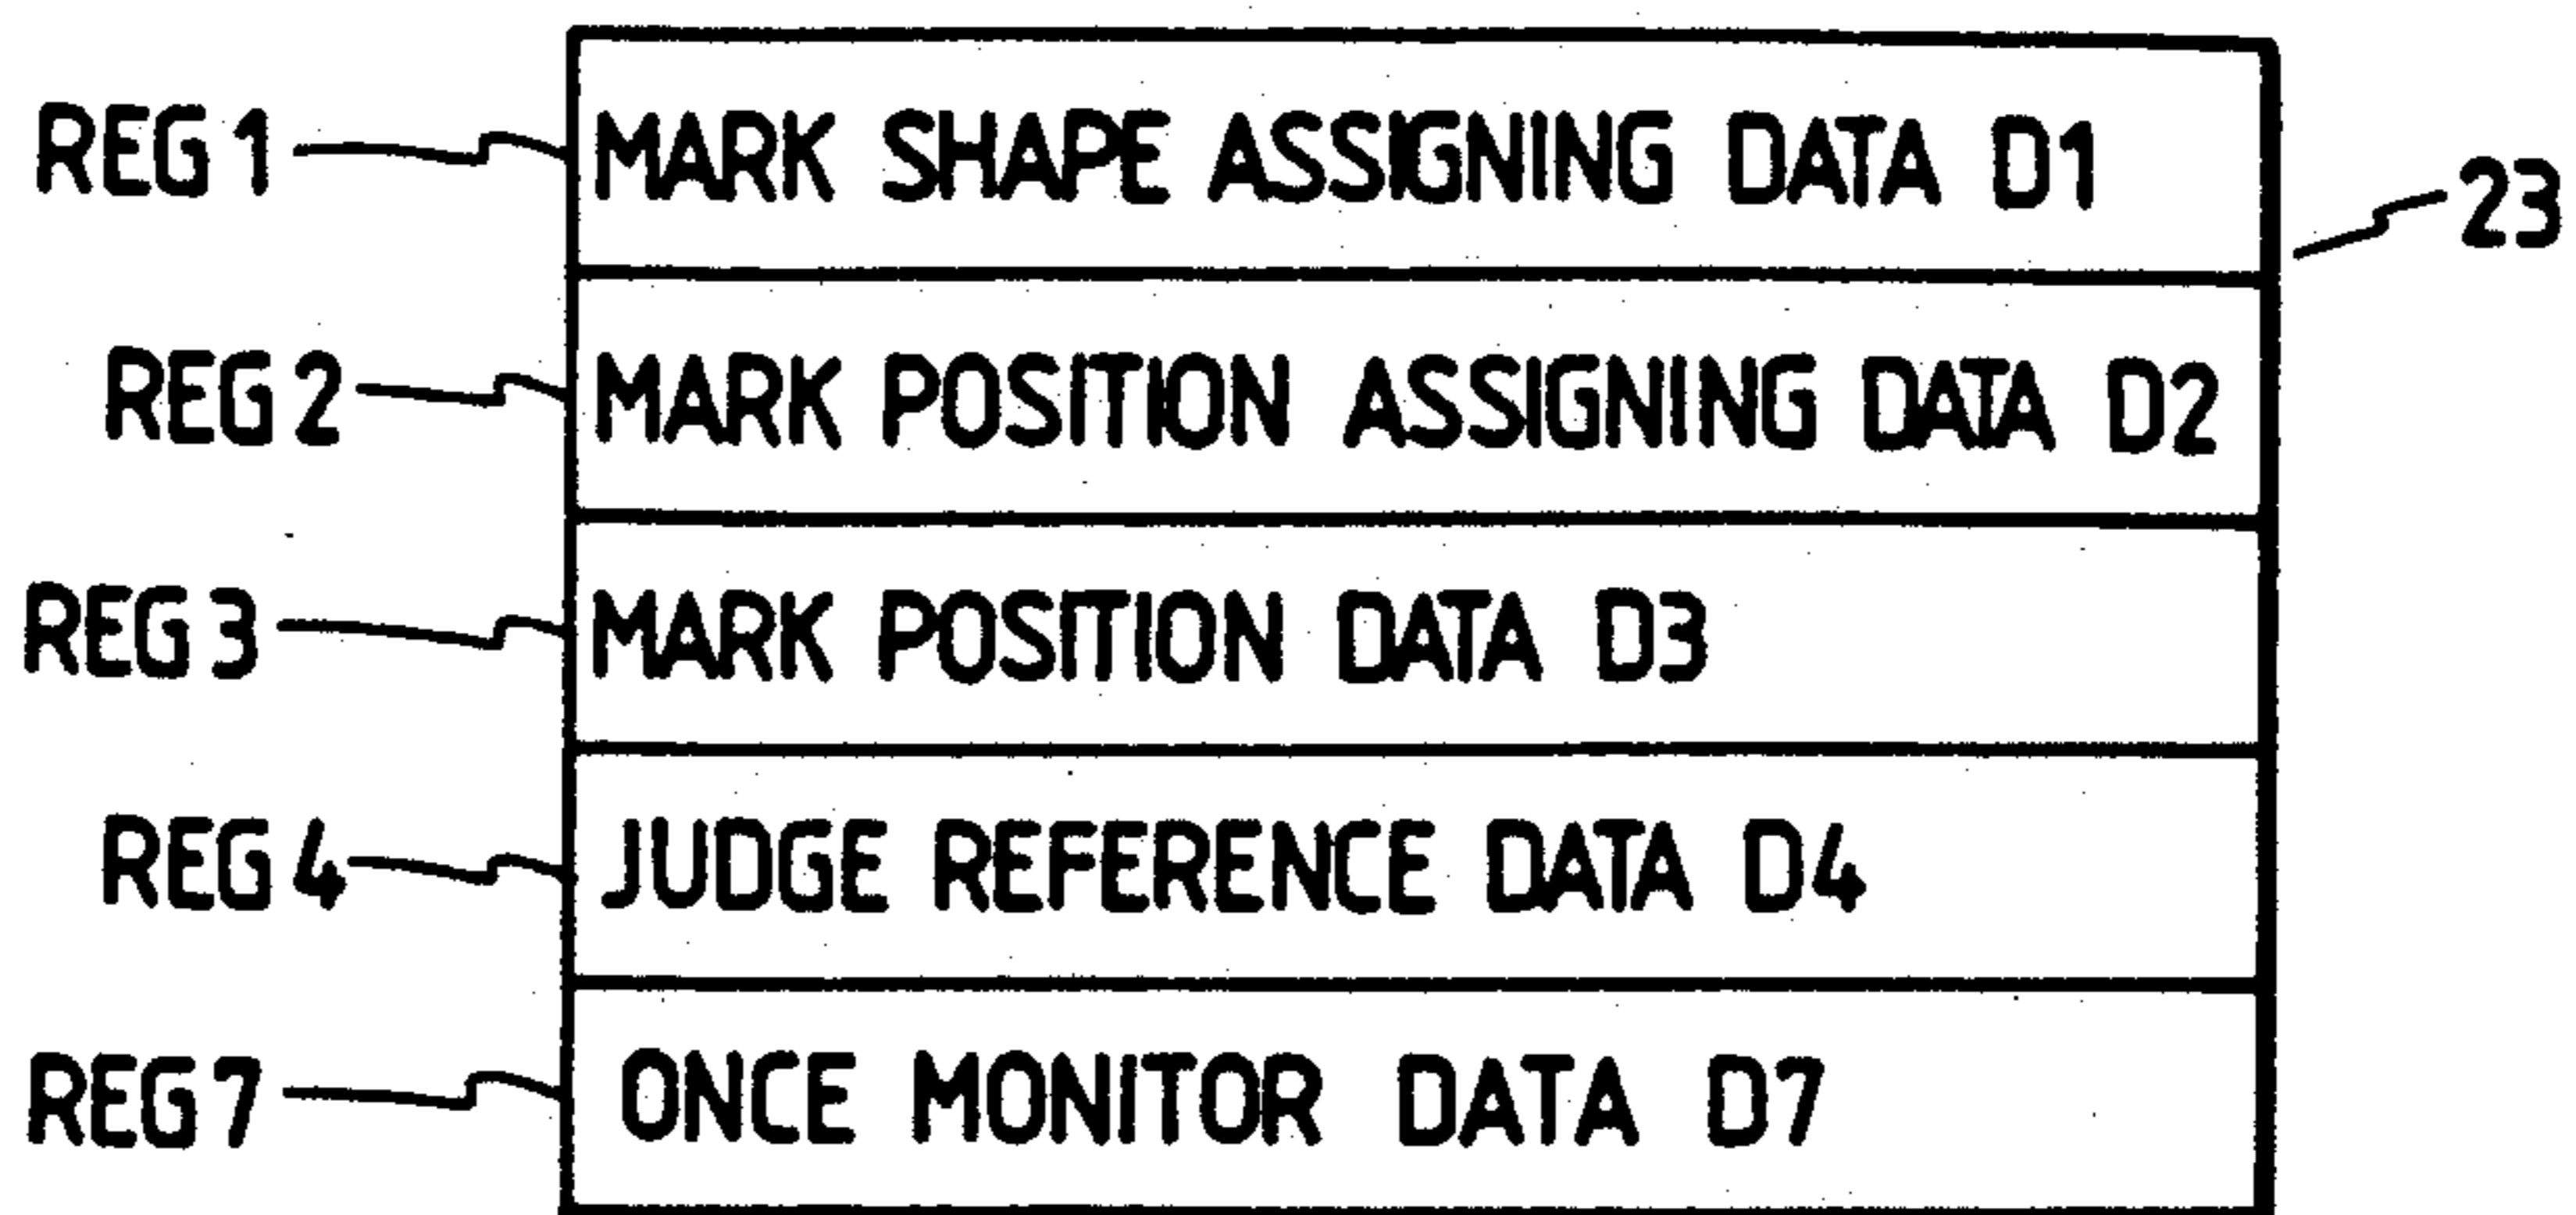 REG 1 MARK SHAPE ASSIGNING DATA D1
23
REG 2 MARK POSITION ASSIGNING DATA D2
REG 3 MARK POSITION DATA D3
REG 4 JUDGE REFERENCE DATA D4
REG 7 ONCE MONITOR DATA D7